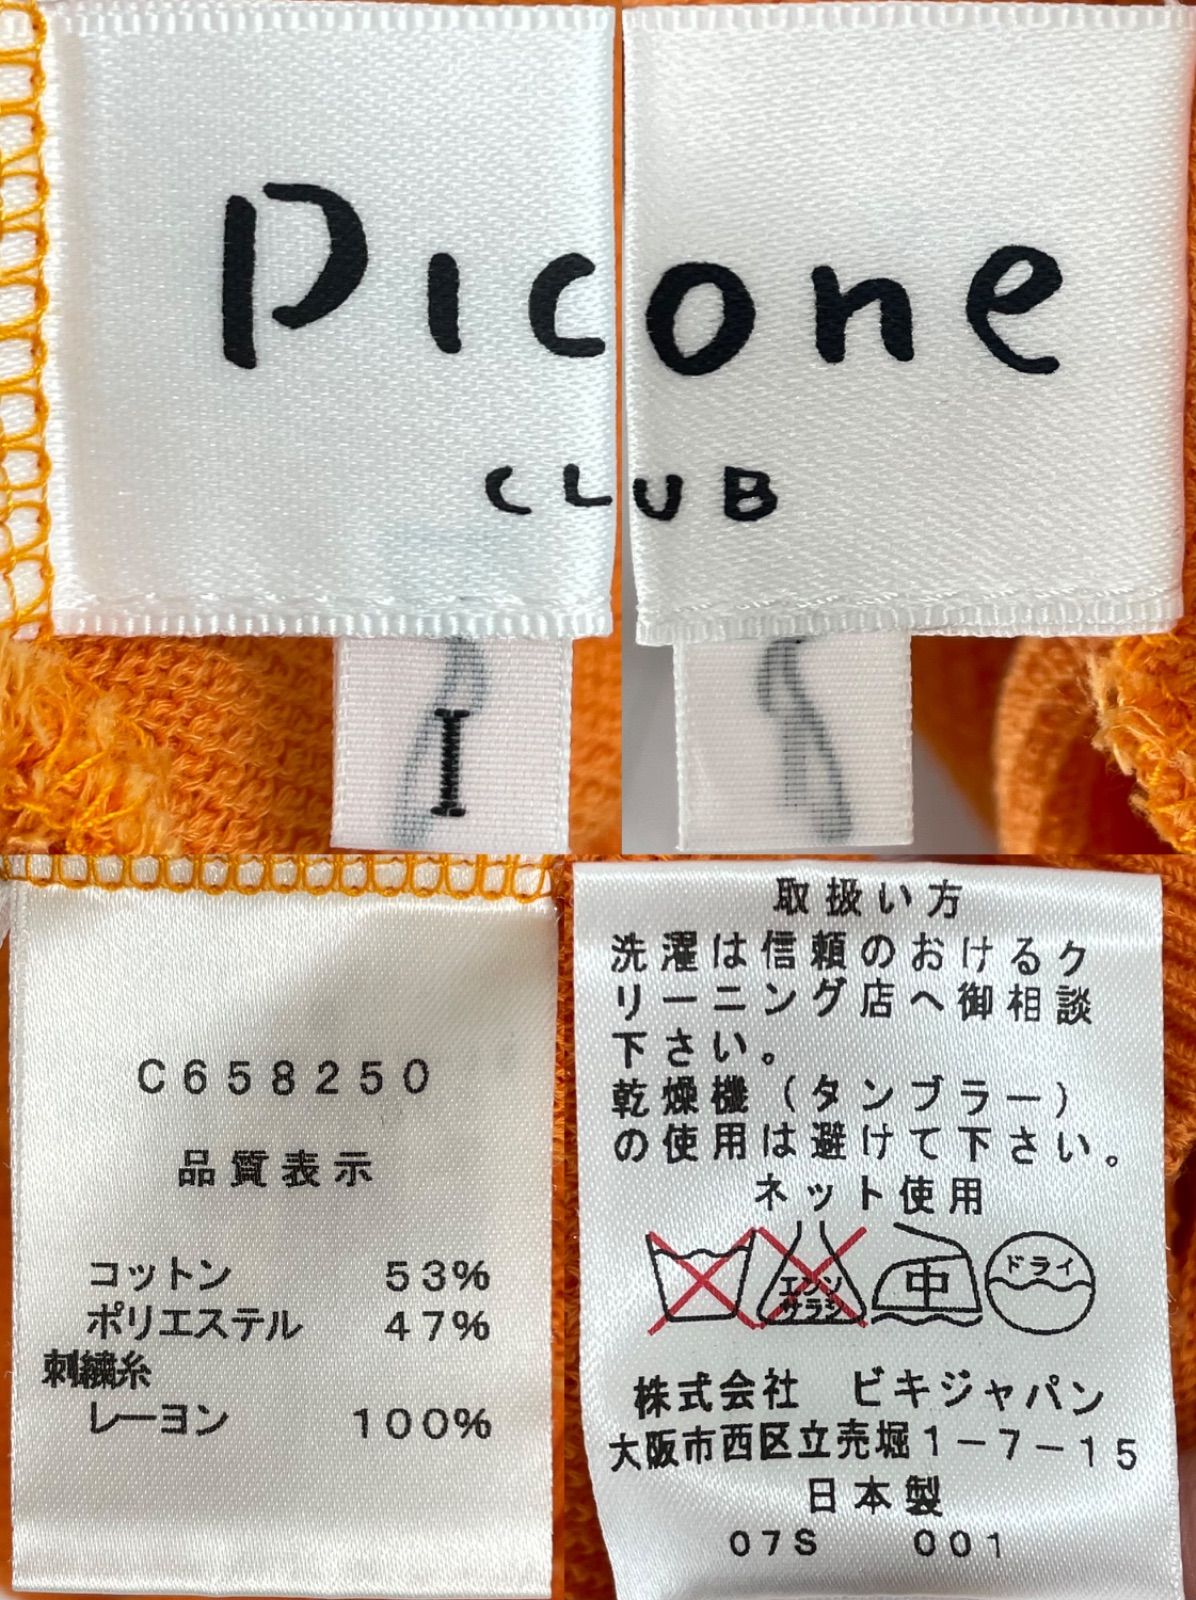 Picone
CLUB
I
C658250
品質表示
コットン 53%
ポリエステル 47%
刺繍糸
レーヨン 100%
取扱い方
洗濯は信頼のおけるク
リーニング店へ御相談
下さい。
乾燥機(タンブラー)
の使用は避けて下さい。
ネット使用
エンソ
サラシ
中
ドライ
株式会社 ビキジャパン
大阪市西区立売堀1-7-15
日本製
07S 001